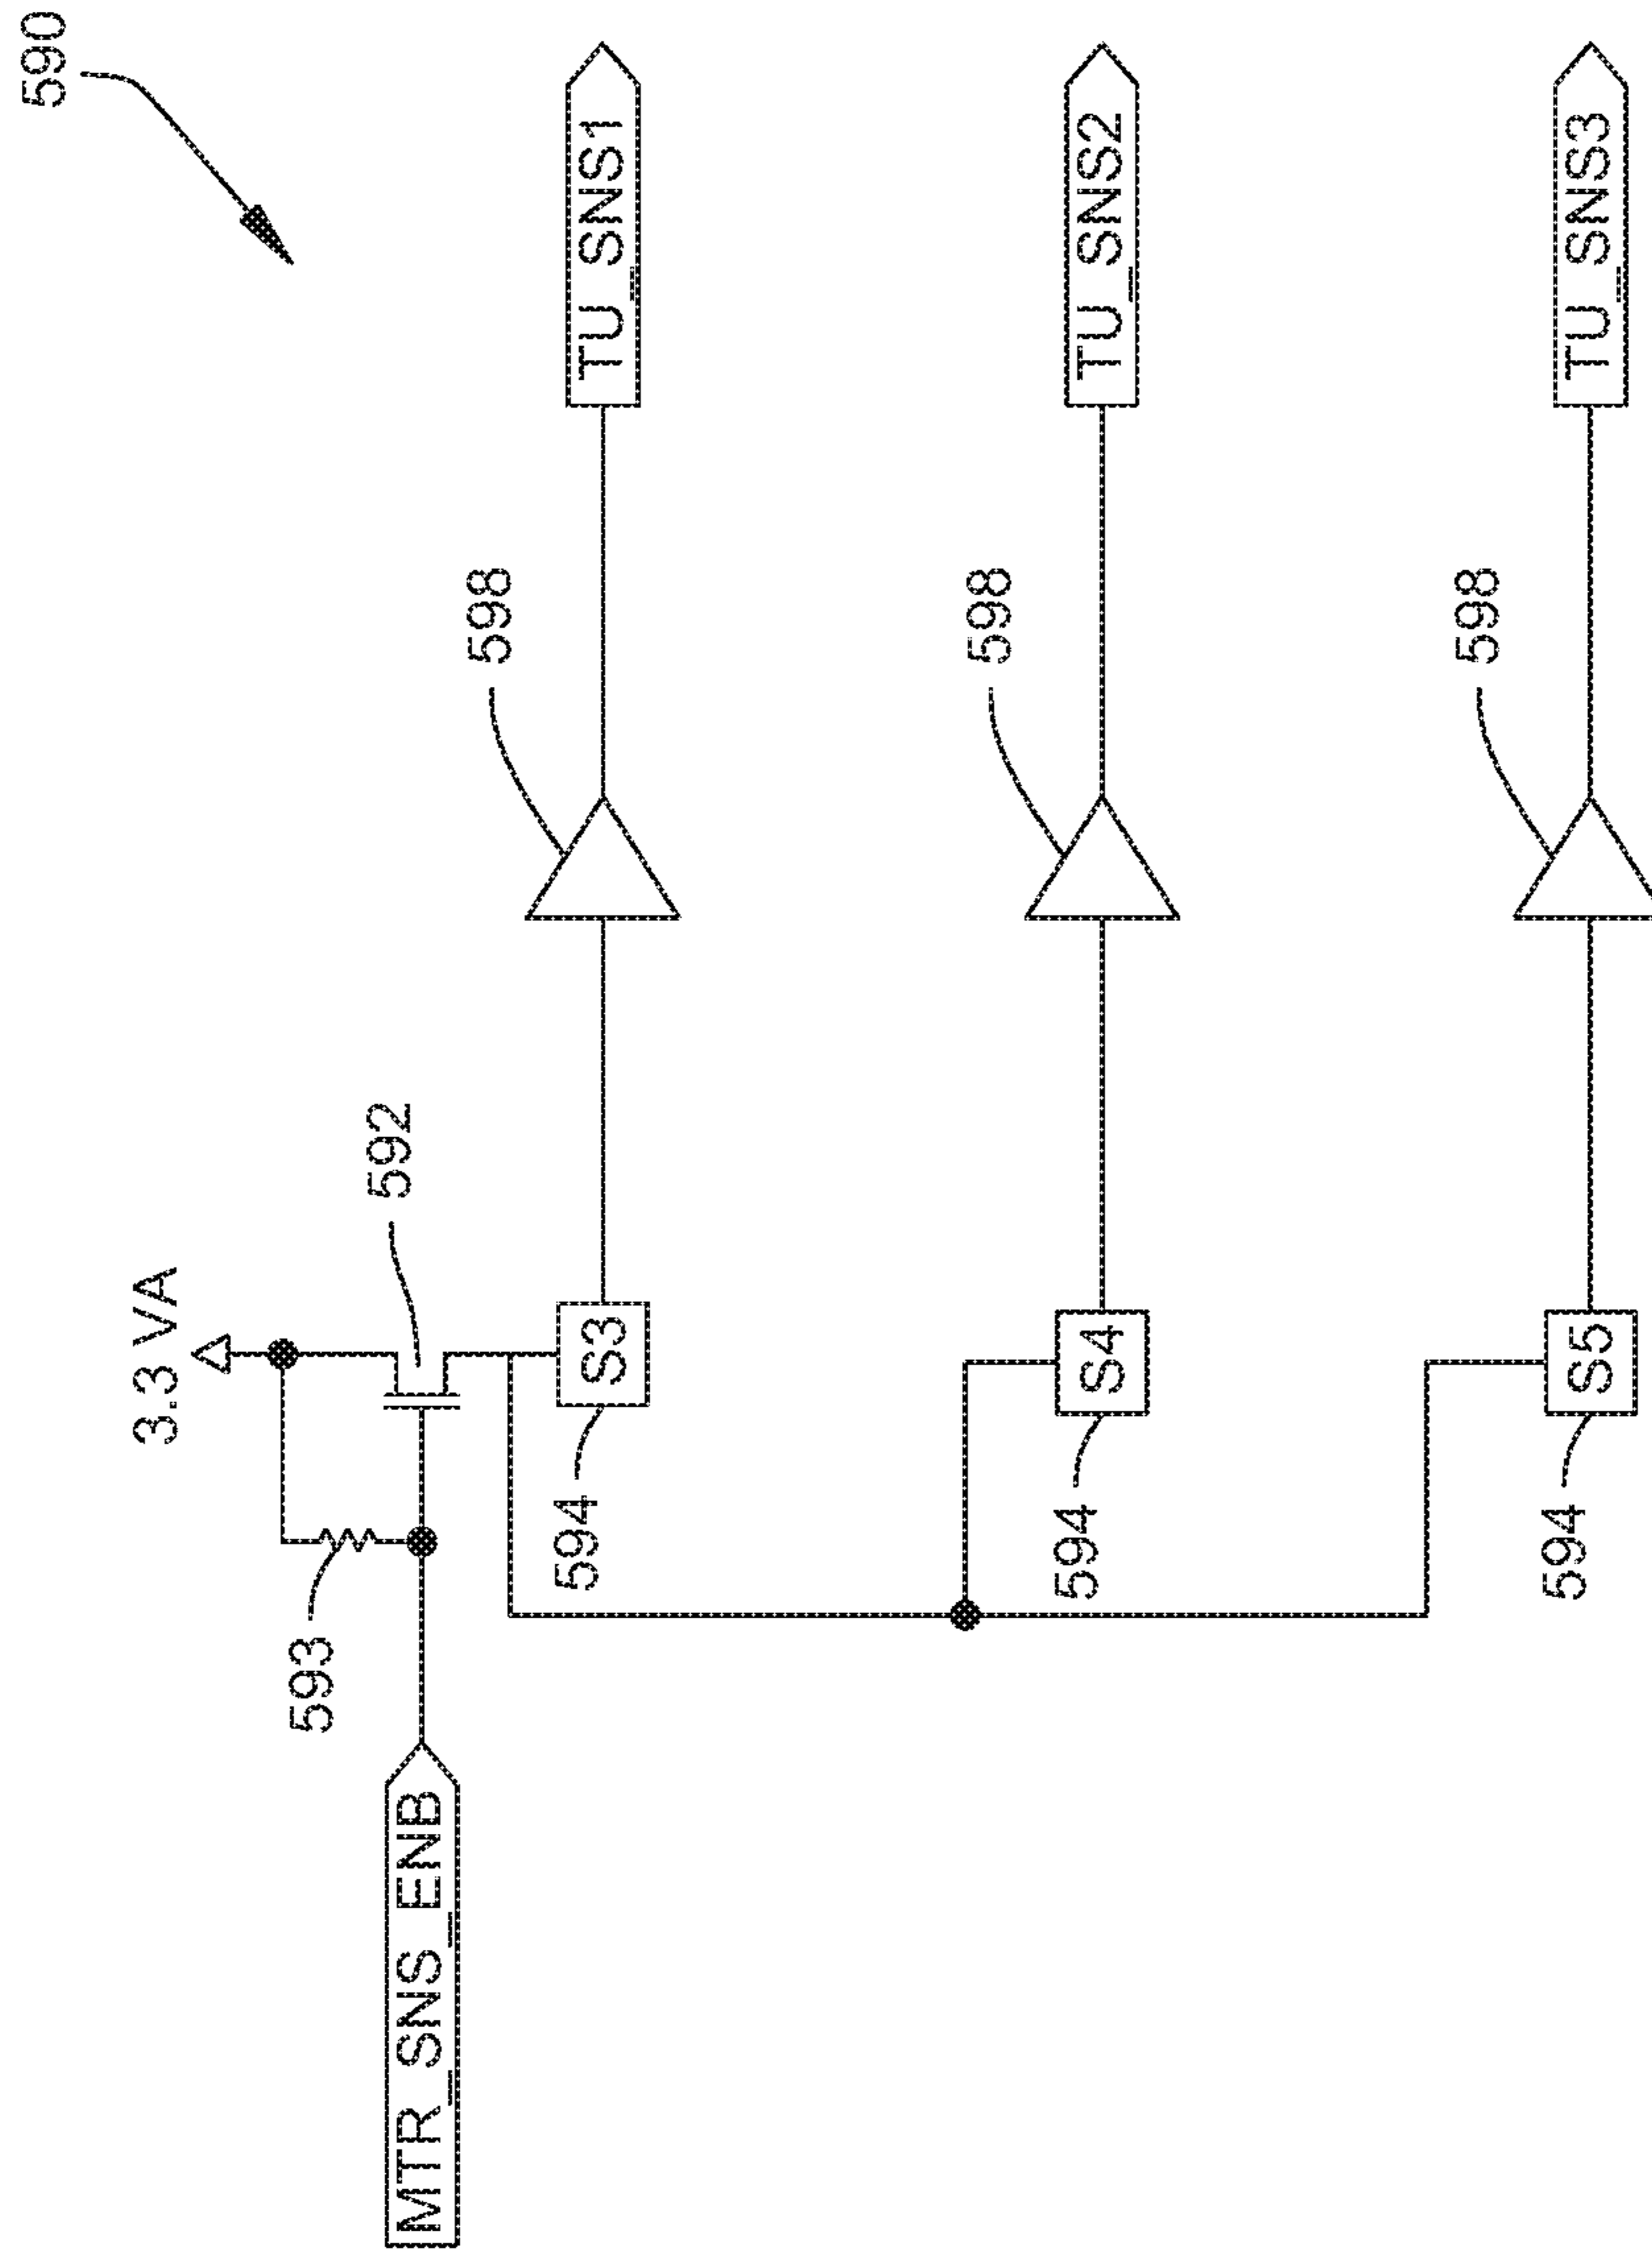 590
3.3 VA
592
593
MTR_SNS_ENB
S3
594
598
TU_SNS1
S4
594
598
TU_SNS2
S5
594
598
TU_SNS3